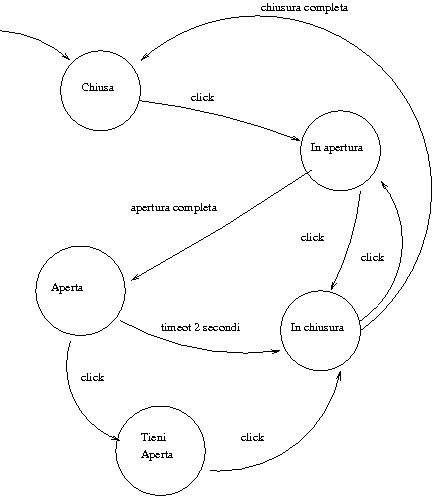 chiusura completa
Chiusa
click
In apertura
apertura completa
click
click
Aperta
timeot 2 secondi
In chiusura
click
Tieni
Aperta
click